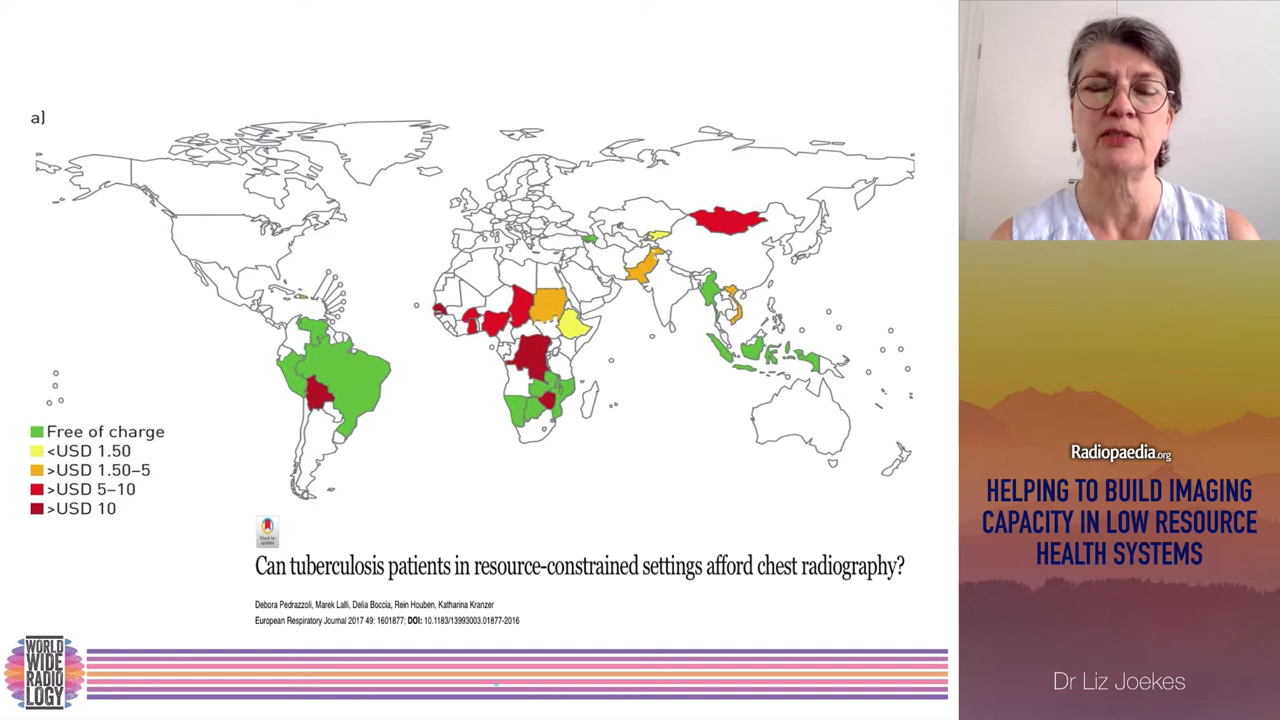 a)
Free of charge
<USD 1.50
>USD 1.50–5
>USD 5–10
>USD 10
Check for
updates
Can tuberculosis patients in resource-constrained settings afford chest radiography?
Debora Pedrazzoli, Marek Lalli, Delia Boccia, Rein Houben, Katharina Kranzer
European Respiratory Journal 2017 49: 1601877; DOI: 10.1183/13993003.01877-2016
WORLD
WIDE
RADIO
LOGY
Radiopaedia.org
HELPING TO BUILD IMAGING
CAPACITY IN LOW RESOURCE
HEALTH SYSTEMS
Dr Liz Joekes